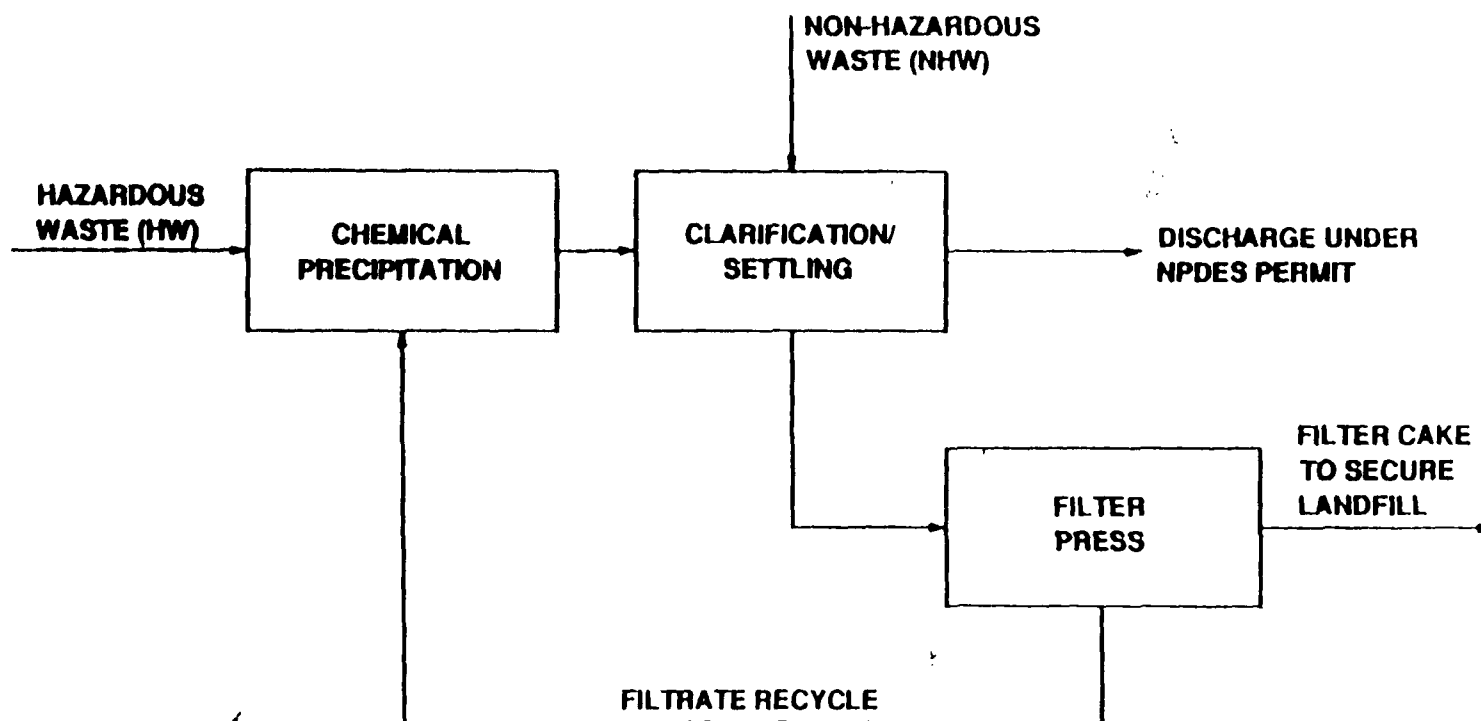 NON-HAZARDOUS
WASTE (NHW)
HAZARDOUS
WASTE (HW)
CHEMICAL
PRECIPITATION
CLARIFICATION/
SETTLING
DISCHARGE UNDER
NPDES PERMIT
FILTER CAKE
TO SECURE
LANDFILL
FILTER
PRESS
FILTRATE RECYCLE